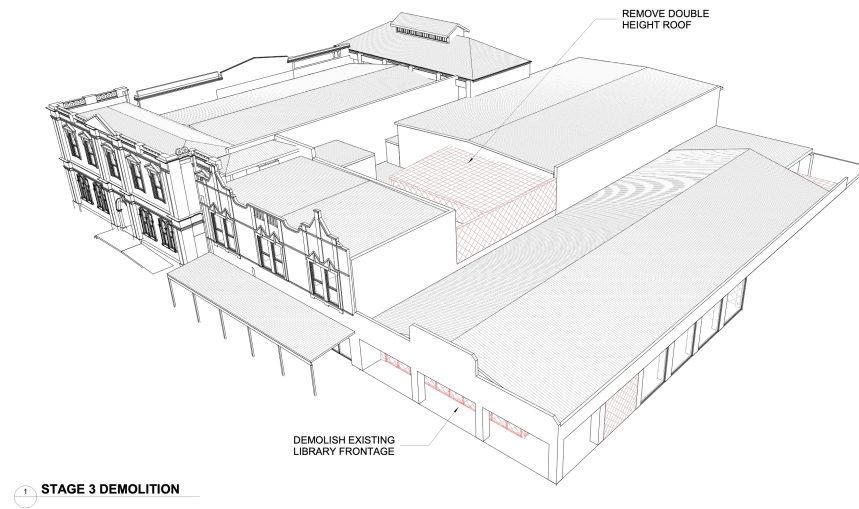 REMOVE DOUBLE
HEIGHT ROOF
DEMOLISH EXISTING
LIBRARY FRONTAGE
1 STAGE 3 DEMOLITION